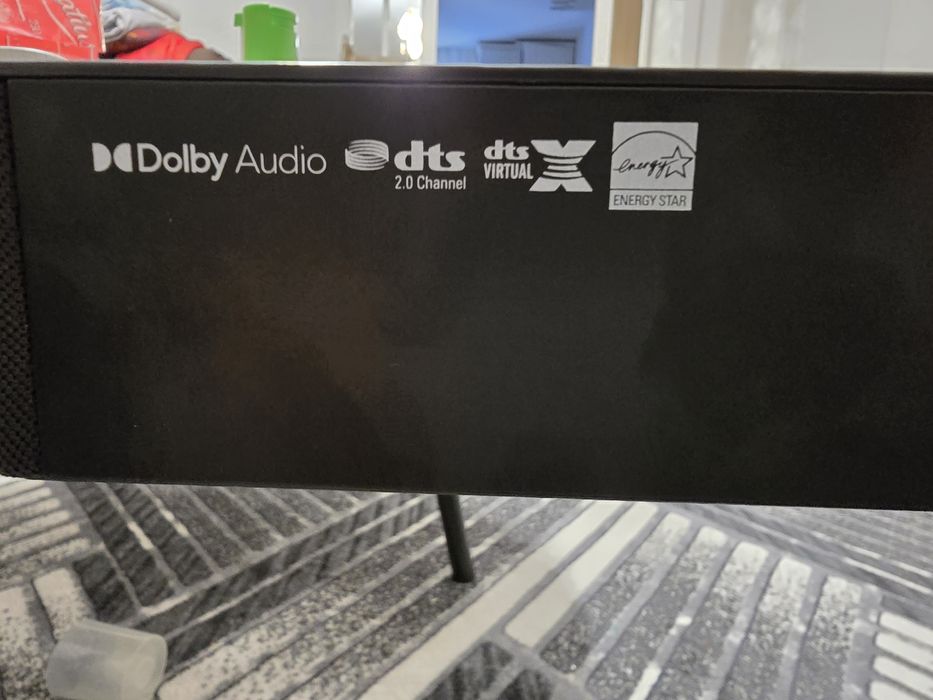 Dolby Audio
dts
2.0 Channel
dts
VIRTUAL X
energy
ENERGY STAR